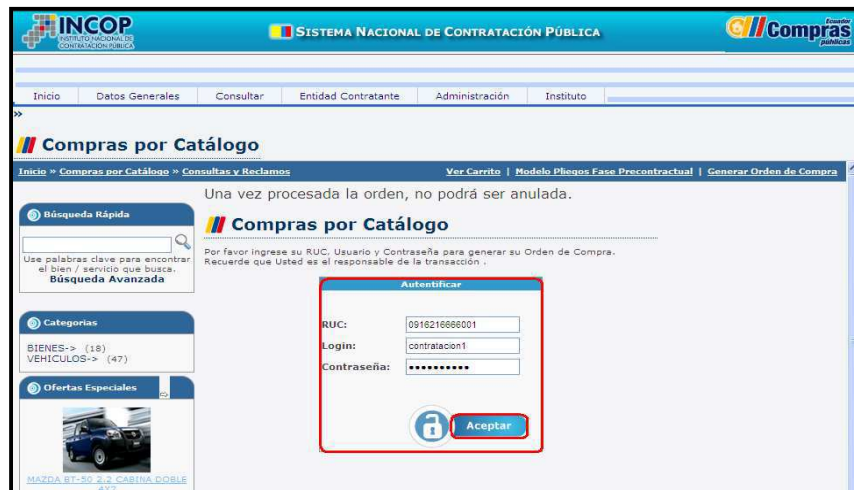 INCOP
INSTITUTO NACIONAL DE
CONTRATACIÓN PÚBLICA
SISTEMA NACIONAL DE CONTRATACIÓN PÚBLICA
Ecuador
Compras
públicas
Inicio Datos Generales Consultar Entidad Contratante Administración Instituto
»
Compras por Catálogo
Inicio » Compras por Catálogo » Consultas y Reclamos Ver Carrito | Modelo Pliegos Fase Precontractual | Generar Orden de Compra
Una vez procesada la orden, no podrá ser anulada.
Búsqueda Rápida
Use palabras clave para encontrar
el bien / servicio que busca.
Búsqueda Avanzada
Categorias
BIENES-> (18)
VEHICULOS-> (47)
Ofertas Especiales
MAZDA BT-50 2.2 CABINA DOBLE
4X2
Compras por Catálogo
Por favor ingrese su RUC, Usuario y Contraseña para generar su Orden de Compra.
Recuerde que Usted es el responsable de la transacción .
Autentificar
RUC: 0916216666001
Login: contratacion1
Contraseña: ••••••••••
Aceptar